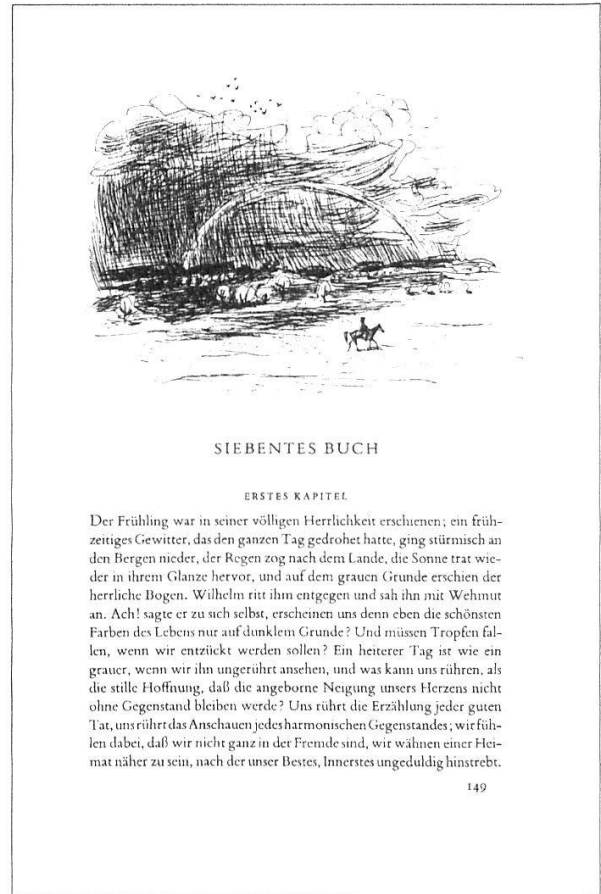 SIEBENTES BUCH
ERSTES KAPITEL
Der Frühling war in seiner völligen Herrlichkeit erschienen; ein früh-
zeitiges Gewitter, das den ganzen Tag gedrohet hatte, ging stürmisch an
den Bergen nieder, der Regen zog nach dem Lande, die Sonne trat wie-
der in ihrem Glanze hervor, und auf dem grauen Grunde erschien der
herrliche Bogen. Wilhelm ritt ihm entgegen und sah ihn mit Wehmut
an. Ach! sagte er zu sich selbst, erscheinen uns denn eben die schönsten
Farben des Lebens nur auf dunklem Grunde? Und müssen Tropfen fal-
len, wenn wir entzückt werden sollen? Ein heiterer Tag ist wie ein
grauer, wenn wir ihn ungerührt ansehen, und was kann uns rühren, als
die stille Hoffnung, daß die angeborne Neigung unsers Herzens nicht
ohne Gegenstand bleiben werde? Uns rührt die Erzählung jeder guten
Tat, uns rührt das Anschauen jedes harmonischen Gegenstandes; wir füh-
len dabei, daß wir nicht ganz in der Fremde sind, wir wähnen einer Hei-
mat näher zu sein, nach der unser Bestes, Innerstes ungeduldig hinstrebt.
149